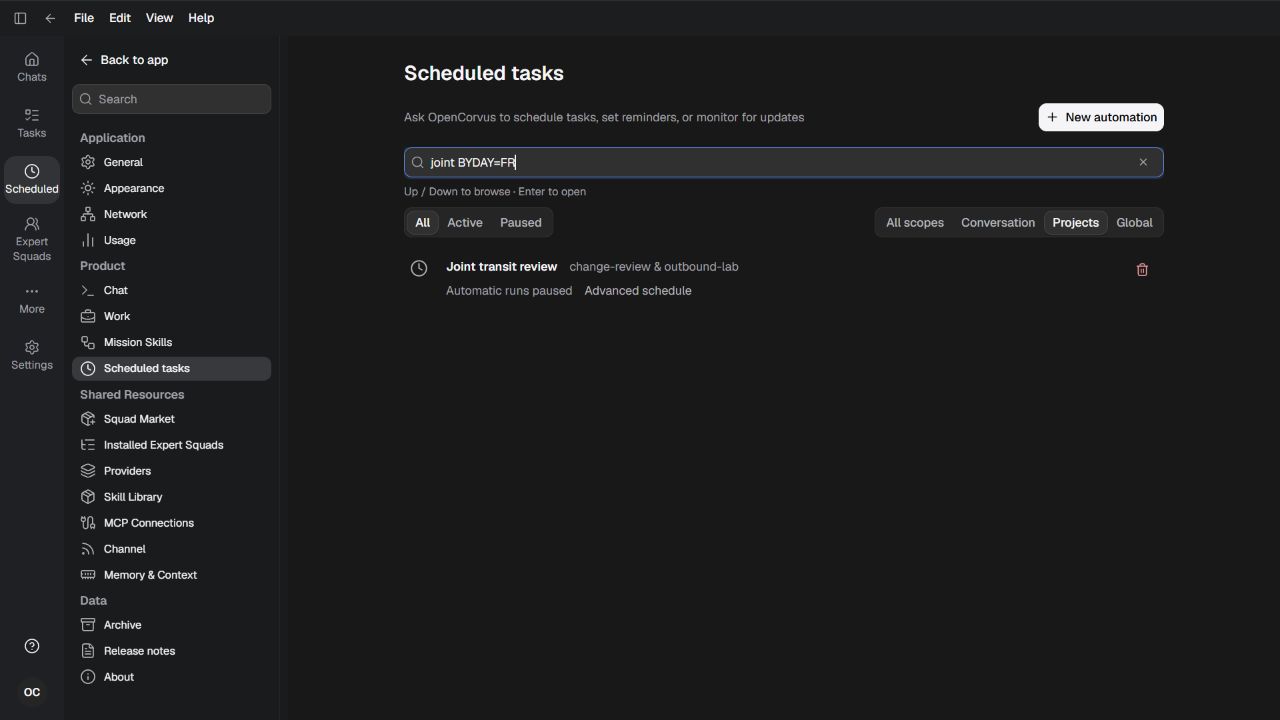 File Edit View Help
Chats
Tasks
Scheduled
Expert
Squads
More
Settings
OC
Back to app
Search
Application
General
Appearance
Network
Usage
Product
Chat
Work
Mission Skills
Scheduled tasks
Shared Resources
Squad Market
Installed Expert Squads
Providers
Skill Library
MCP Connections
Channel
Memory & Context
Data
Archive
Release notes
About
Scheduled tasks
Ask OpenCorvus to schedule tasks, set reminders, or monitor for updates
New automation
joint BYDAY=FR
Up / Down to browse · Enter to open
All Active Paused
All scopes Conversation Projects Global
Joint transit review change-review & outbound-lab
Automatic runs paused Advanced schedule